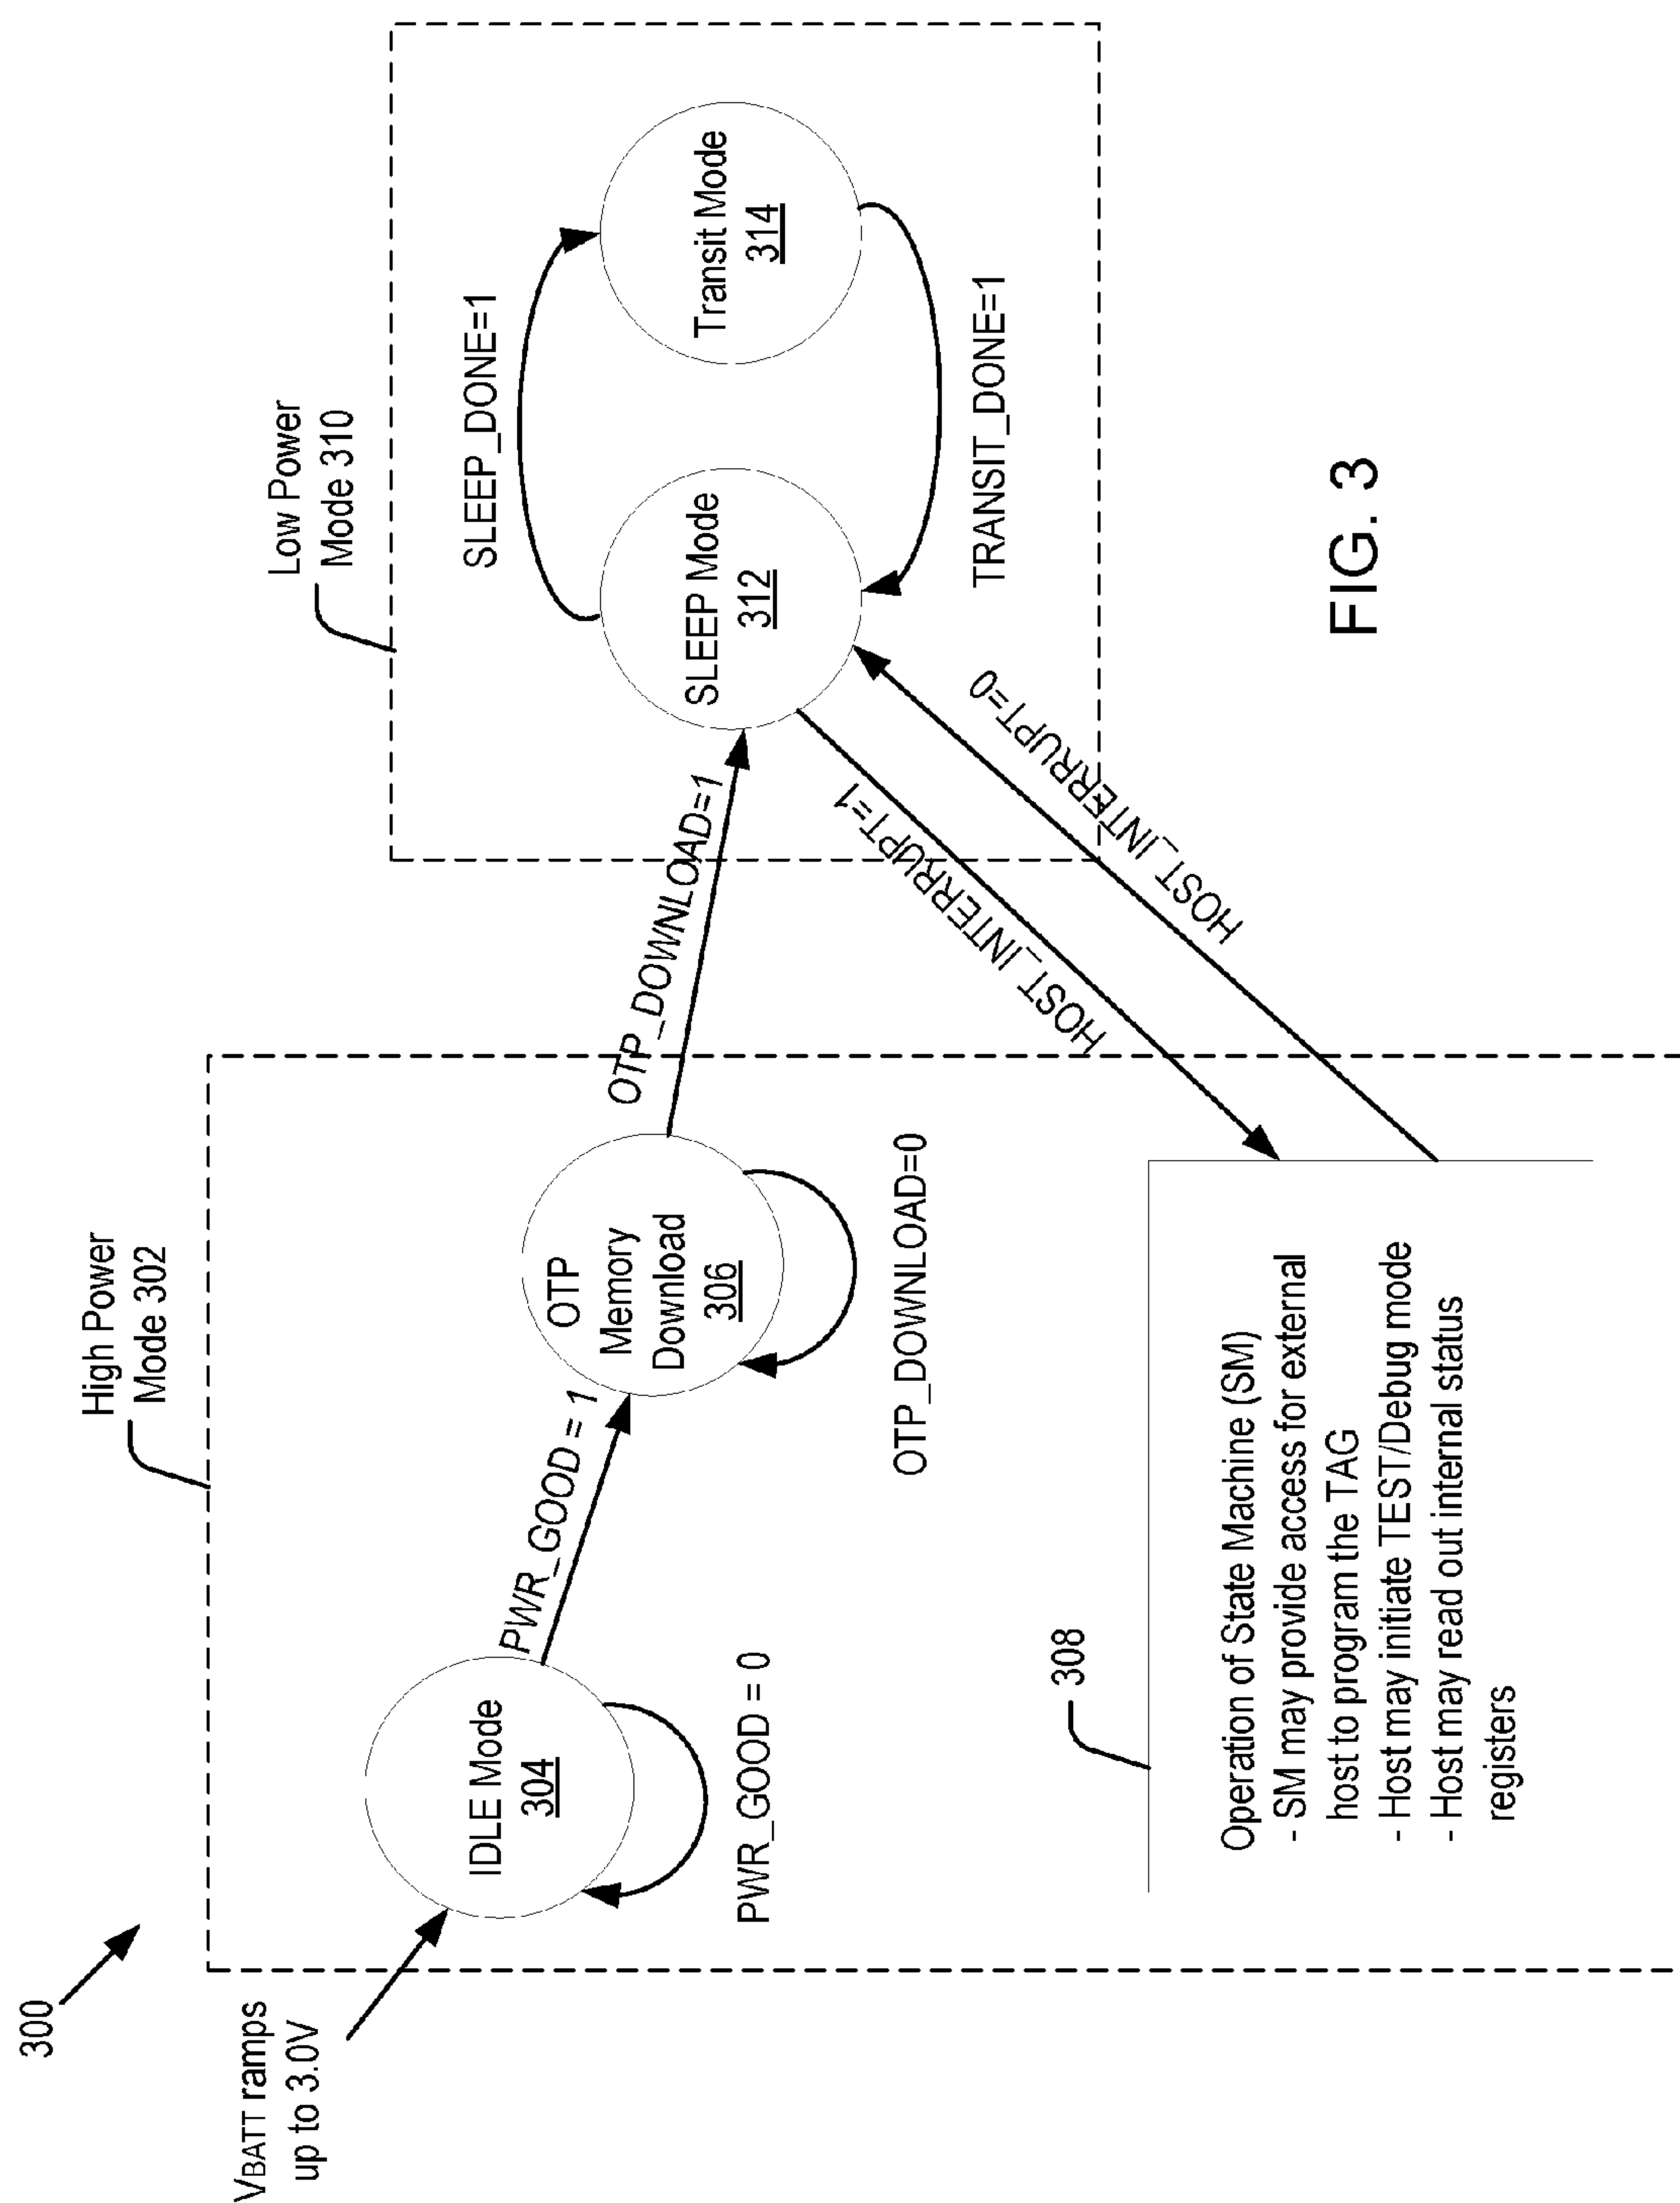 300
VBATT ramps
up to 3.0V
High Power
Mode 302
IDLE Mode
304
PWR_GOOD = 1
PWR_GOOD = 0
OTP
Memory
Download
306
OTP_DOWNLOAD=1
OTP_DOWNLOAD=0
308
Operation of State Machine (SM)
- SM may provide access for external
host to program the TAG
- Host may initiate TEST/Debug mode
- Host may read out internal status
registers
Low Power
Mode 310
SLEEP_DONE=1
SLEEP Mode
312
Transit Mode
314
TRANSIT_DONE=1
HOST_INTERRUPT=1
HOST_INTERRUPT=0
FIG. 3